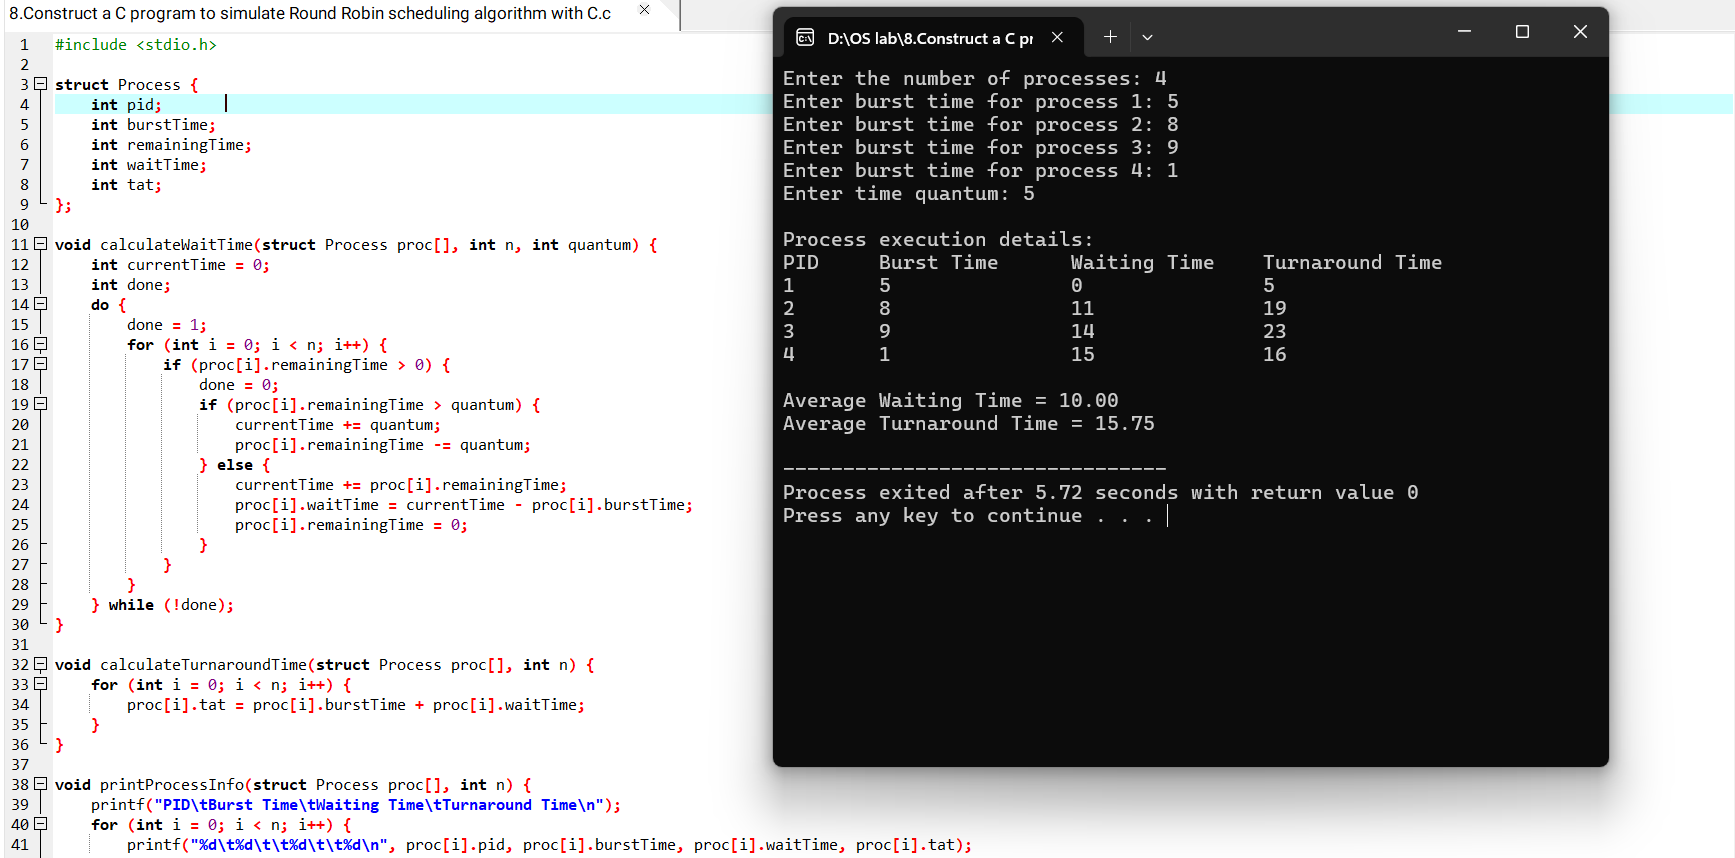 8.Construct a C program to simulate Round Robin scheduling algorithm with C.c
1 #include <stdio.h>
2
3 struct Process {
4     int pid;
5     int burstTime;
6     int remainingTime;
7     int waitTime;
8     int tat;
9 };
10
11 void calculateWaitTime(struct Process proc[], int n, int quantum) {
12     int currentTime = 0;
13     int done;
14     do {
15         done = 1;
16         for (int i = 0; i < n; i++) {
17             if (proc[i].remainingTime > 0) {
18                 done = 0;
19                 if (proc[i].remainingTime > quantum) {
20                     currentTime += quantum;
21                     proc[i].remainingTime -= quantum;
22                 } else {
23                     currentTime += proc[i].remainingTime;
24                     proc[i].waitTime = currentTime - proc[i].burstTime;
25                     proc[i].remainingTime = 0;
26                 }
27             }
28         }
29     } while (!done);
30 }
31
32 void calculateTurnaroundTime(struct Process proc[], int n) {
33     for (int i = 0; i < n; i++) {
34         proc[i].tat = proc[i].burstTime + proc[i].waitTime;
35     }
36 }
37
38 void printProcessInfo(struct Process proc[], int n) {
39     printf("PID\tBurst Time\tWaiting Time\tTurnaround Time\n");
40     for (int i = 0; i < n; i++) {
41         printf("%d\t%d\t\t%d\t\t%d\n", proc[i].pid, proc[i].burstTime, proc[i].waitTime, proc[i].tat);
D:\OS lab\8.Construct a C pr
Enter the number of processes: 4
Enter burst time for process 1: 5
Enter burst time for process 2: 8
Enter burst time for process 3: 9
Enter burst time for process 4: 1
Enter time quantum: 5
Process execution details:
PID Burst Time Waiting Time Turnaround Time
1 5 0 5
2 8 11 19
3 9 14 23
4 1 15 16
Average Waiting Time = 10.00
Average Turnaround Time = 15.75
--------------------------------
Process exited after 5.72 seconds with return value 0
Press any key to continue . . .